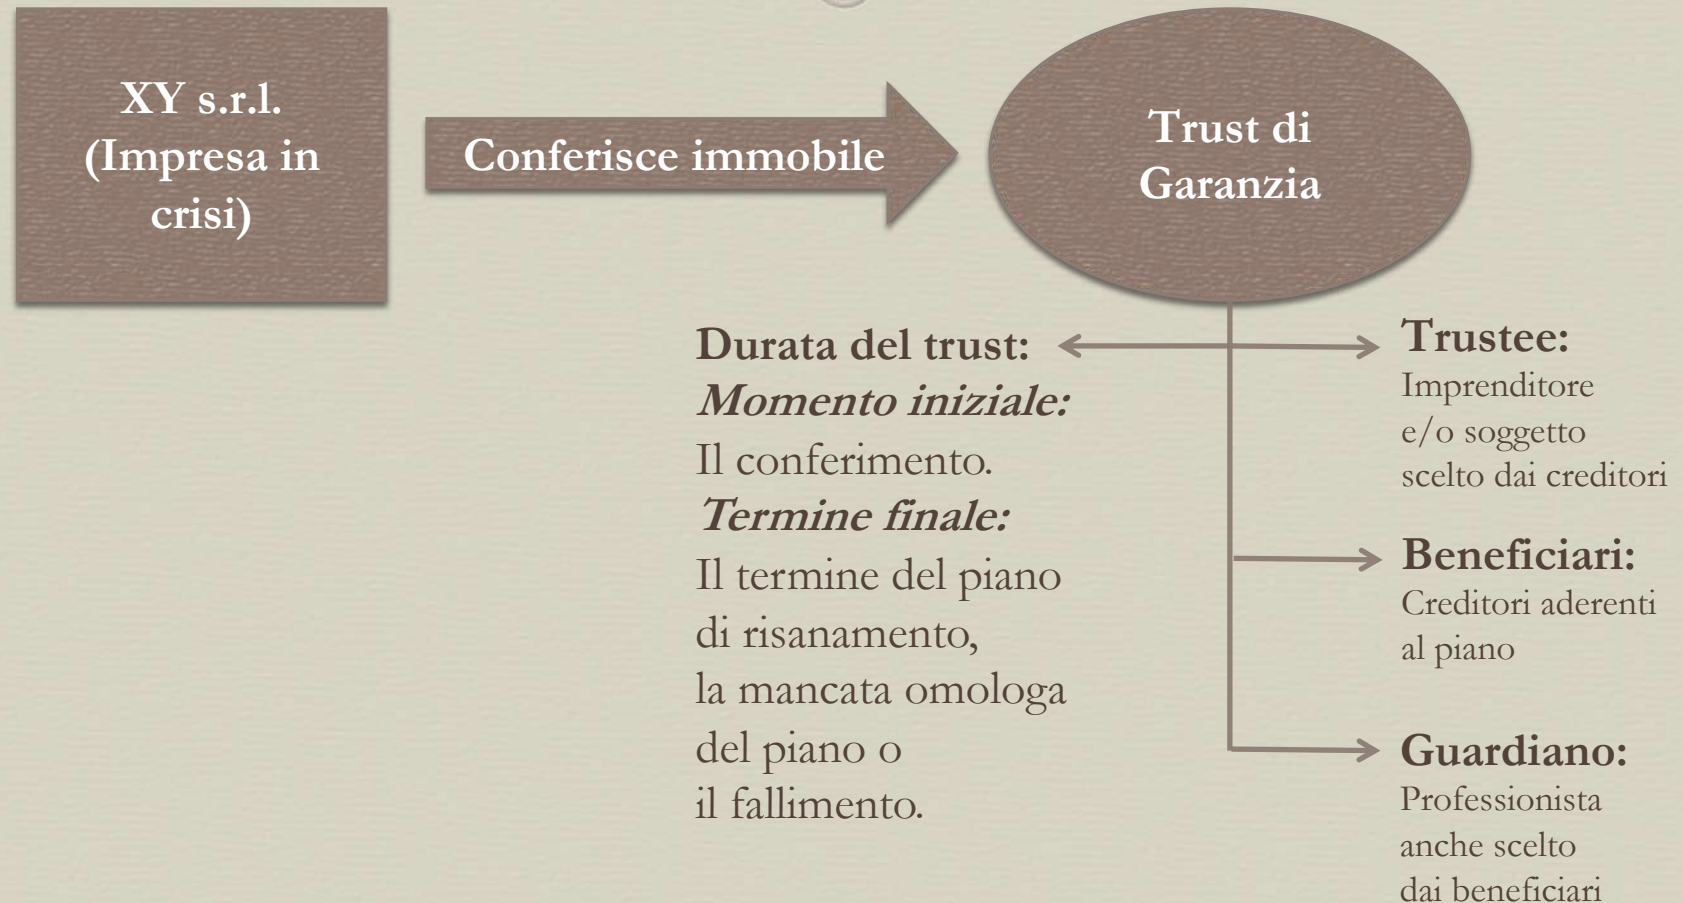 XY s.r.l.
(Impresa in
crisi)
Conferisce immobile
Trust di
Garanzia
Durata del trust:
Momento iniziale:
Il conferimento.
Termine finale:
Il termine del piano
di risanamento,
la mancata omologa
del piano o
il fallimento.
Trustee:
Imprenditore
e/o soggetto
scelto dai creditori
Beneficiari:
Creditori aderenti
al piano
Guardiano:
Professionista
anche scelto
dai beneficiari